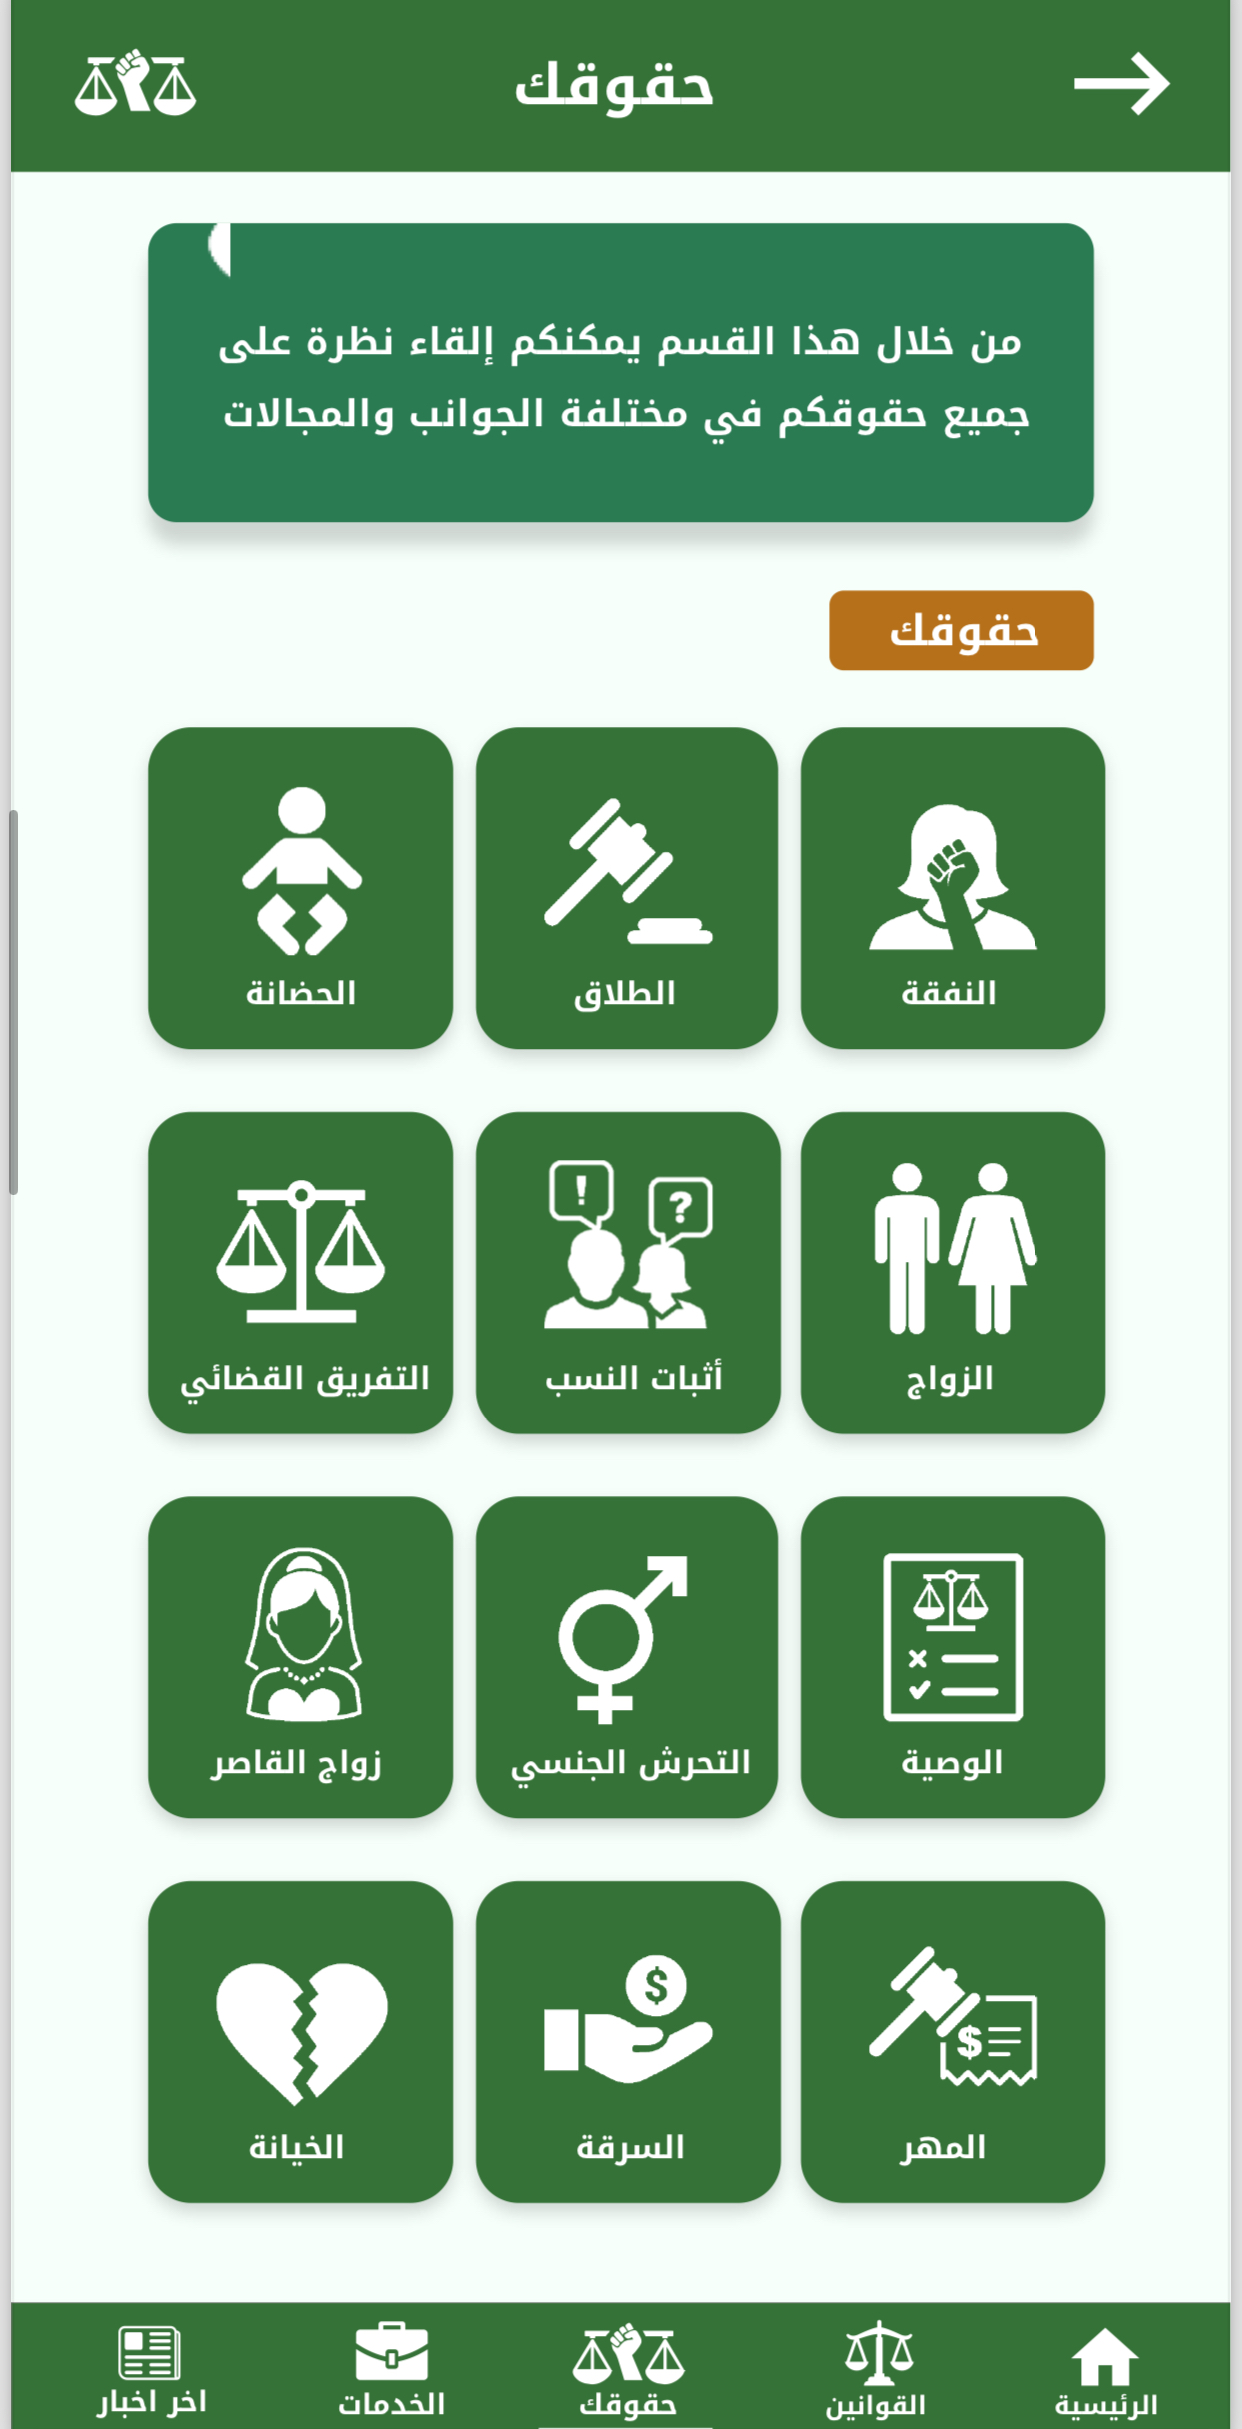 حقوقك
من خلال هذا القسم يمكنكم إلقاء نظرة على
جميع حقوقكم في مختلفة الجوانب والمجالات
حقوقك
النفقة
الطلاق
الحضانة
! ?
الزواج
أثبات النسب
التفريق القضائي
الوصية
التحرش الجنسي
زواج القاصر
$
$
المهر
السرقة
الخيانة
الرئيسية
القوانين
حقوقك
الخدمات
اخر اخبار